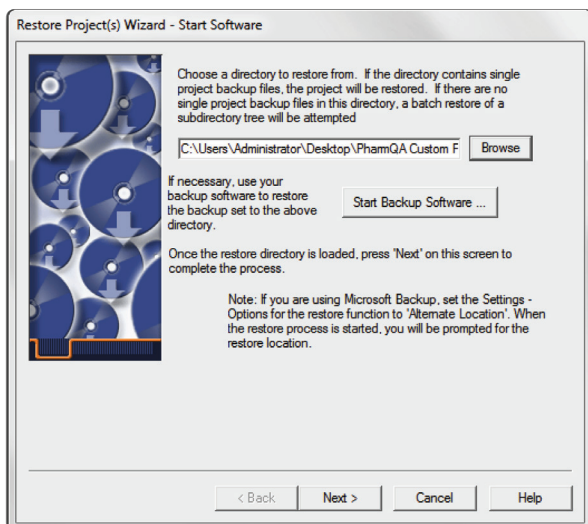 Restore Project(s) Wizard - Start Software
Choose a directory to restore from. If the directory contains single
project backup files, the project will be restored. If there are no
single project backup files in this directory, a batch restore of a
subdirectory tree will be attempted
C:\Users\Administrator\Desktop\PharmQA Custom F
Browse
If necessary, use your
backup software to restore
the backup set to the above
directory.
Start Backup Software ...
Once the restore directory is loaded, press 'Next' on this screen to
complete the process.
Note: If you are using Microsoft Backup, set the Settings -
Options for the restore function to 'Alternate Location'. When
the restore process is started, you will be prompted for the
restore location.
< Back
Next >
Cancel
Help